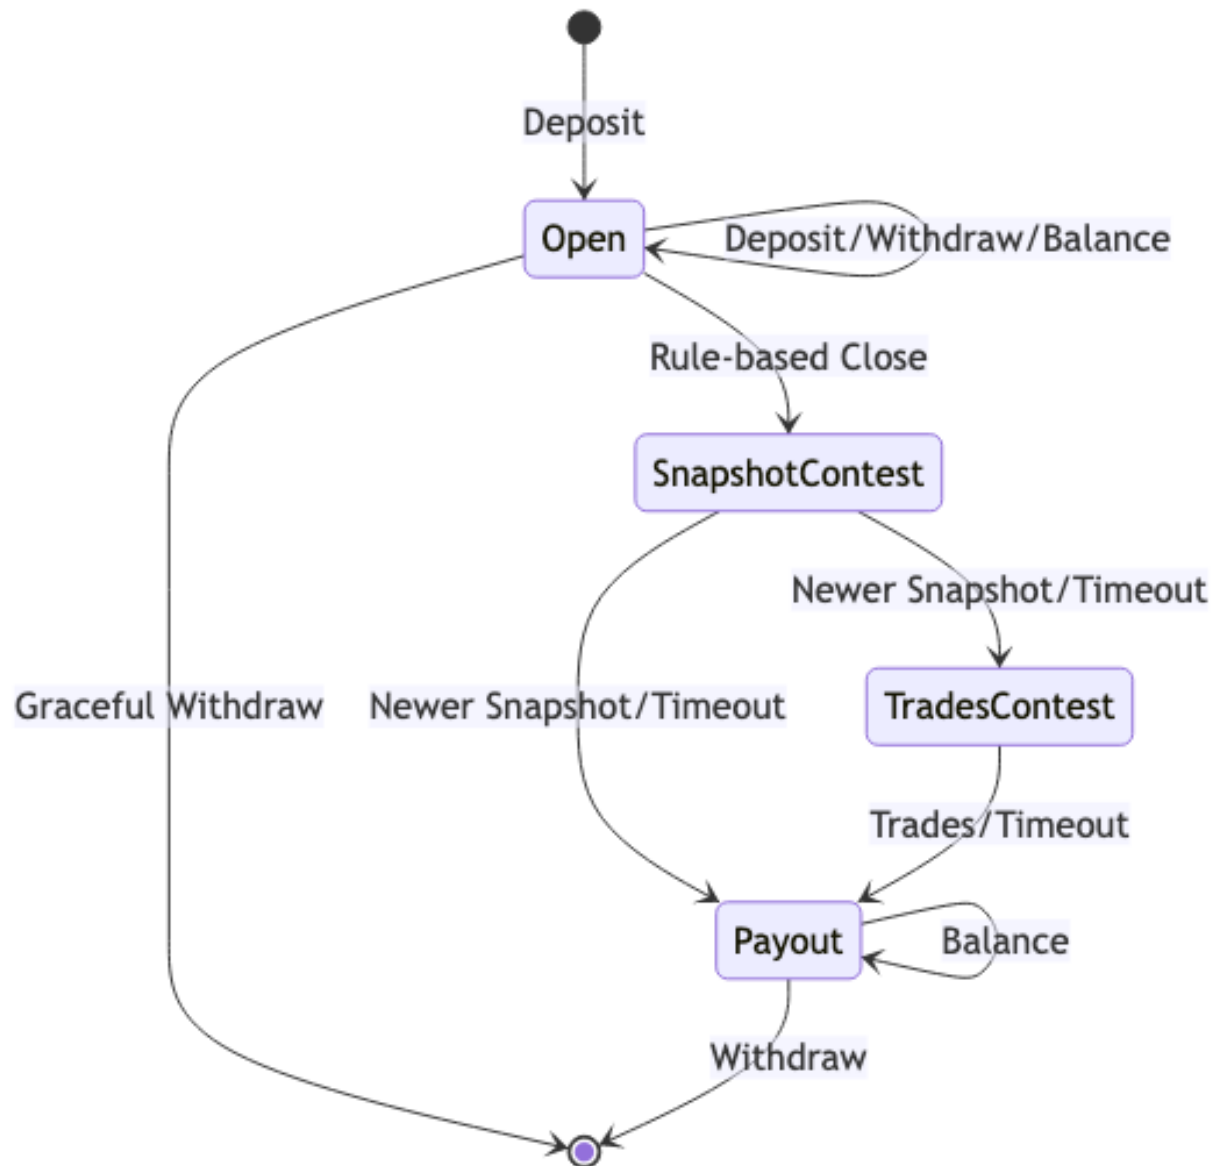 Deposit
Open
Deposit/Withdraw/Balance
Rule-based Close
SnapshotContest
Newer Snapshot/Timeout
Graceful Withdraw
Newer Snapshot/Timeout
TradesContest
Trades/Timeout
Payout
Balance
Withdraw